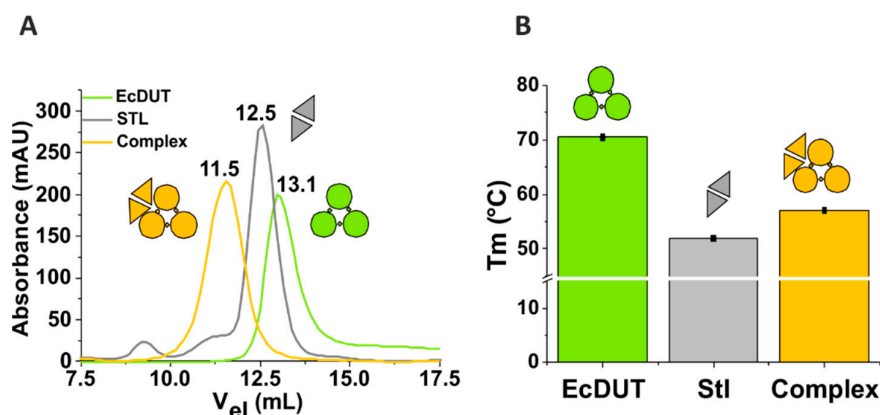 A
EcDUT
STL
Complex
12.5
11.5
13.1
300
250
200
150
100
50
0
Absorbance (mAU)
7.5 10.0 12.5 15.0 17.5
Vel (mL)
B
80
70
60
50
10
0
Tm (°C)
EcDUT Stl Complex